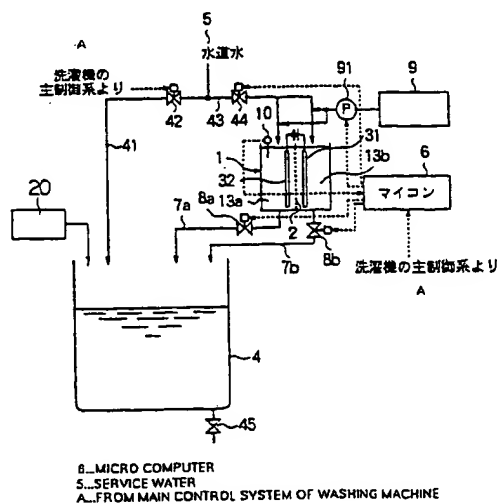 5
A
水道水
洗濯機の
主制御系より
91
9
10
42
43
44
P
31
1
13b
6
41
32
マイコン
20
13a
8a
7a
2
8b
7b
洗濯機の主制御系より
A
4
45
6...MICRO COMPUTER
5...SERVICE WATER
A...FROM MAIN CONTROL SYSTEM OF WASHING MACHINE